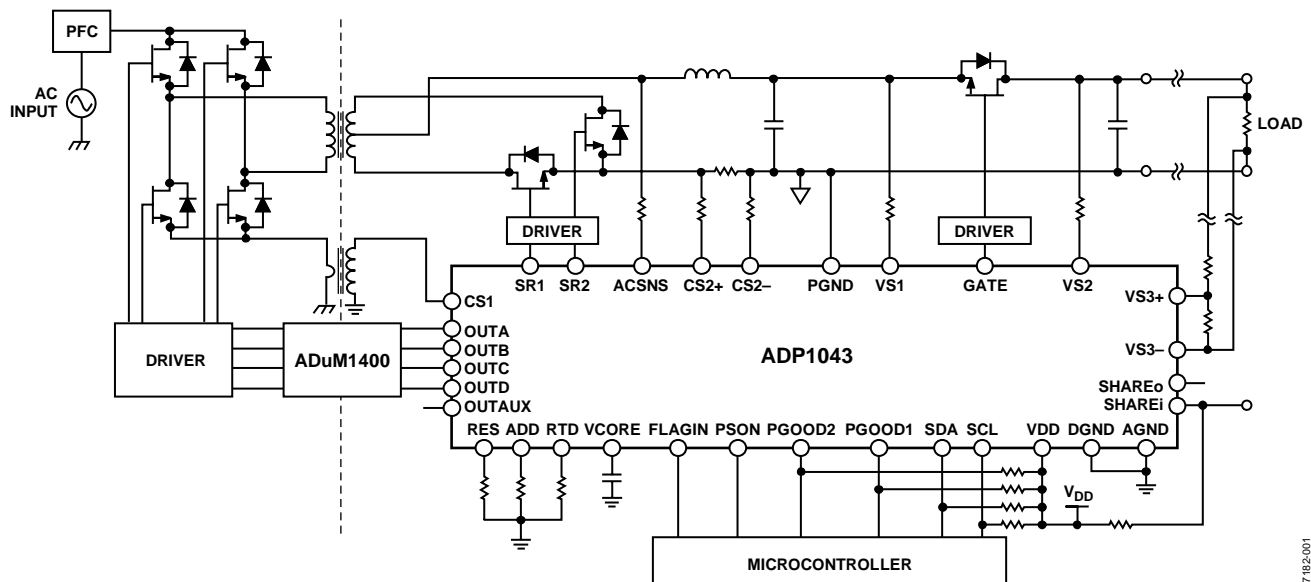 PFC
AC
INPUT
LOAD
DRIVER
DRIVER
SR1 SR2 ACSNS CS2+ CS2– PGND VS1 GATE VS2
CS1
VS3+
OUTA
OUTB
OUTC
OUTD
OUTAUX
DRIVER
ADuM1400
ADP1043
VS3–
SHAREo
SHAREi
RES ADD RTD VCORE FLAGIN PSON PGOOD2 PGOOD1 SDA SCL VDD DGND AGND
VDD
MICROCONTROLLER
7182-001